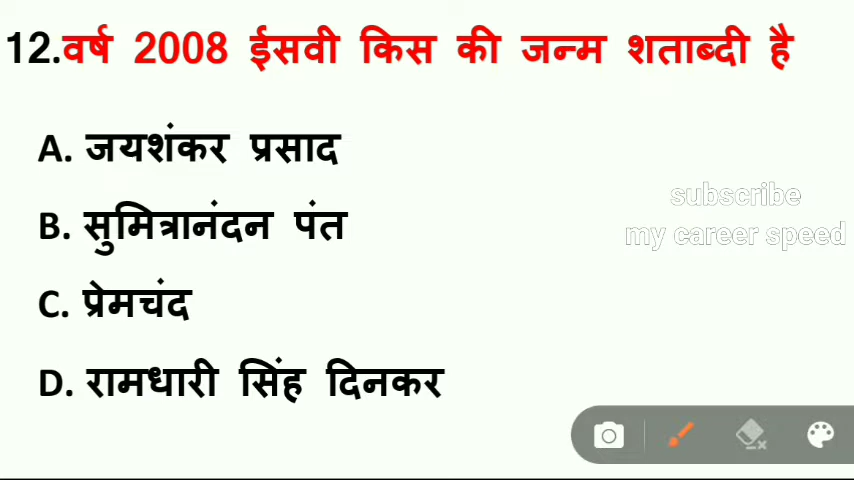 12.वर्ष 2008 ईसवी किस की जन्म शताब्दी है
A. जयशंकर प्रसाद
B. सुमित्रानंदन पंत
C. प्रेमचंद
D. रामधारी सिंह दिनकर
subscribe
my career speed